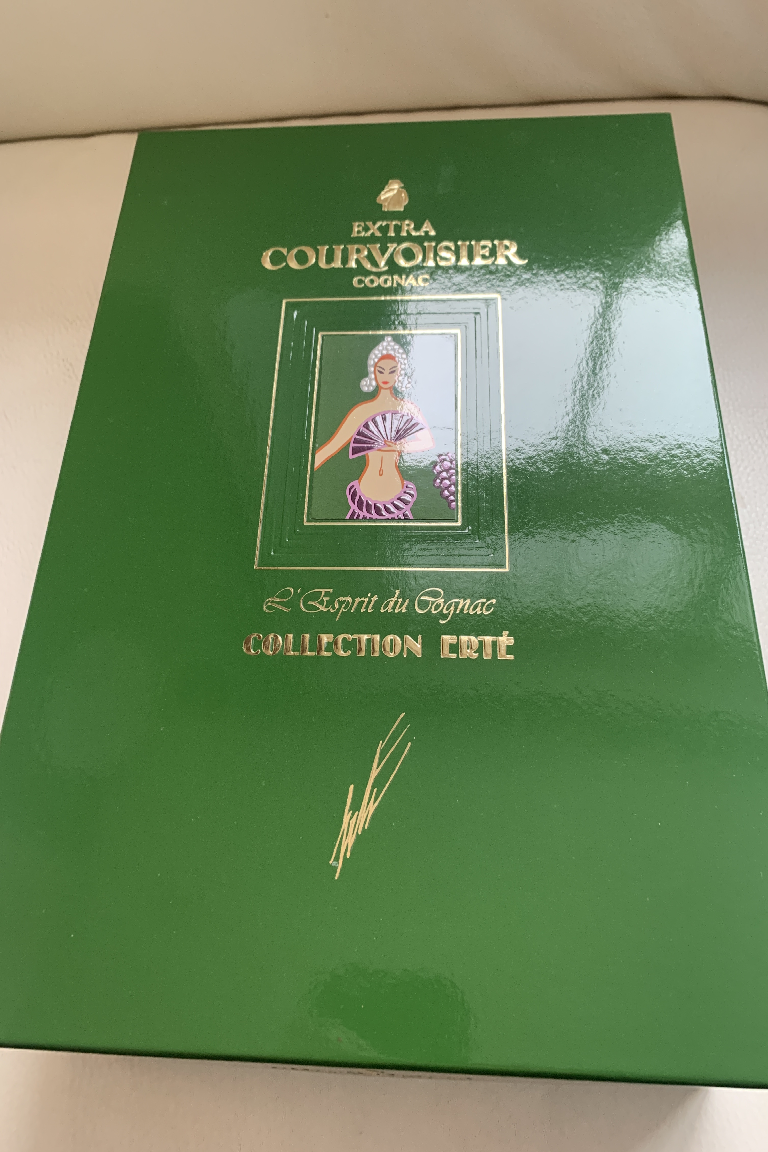 EXTRA
COURVOISIER
COGNAC
L'Esprit du Cognac
COLLECTION ERTÉ